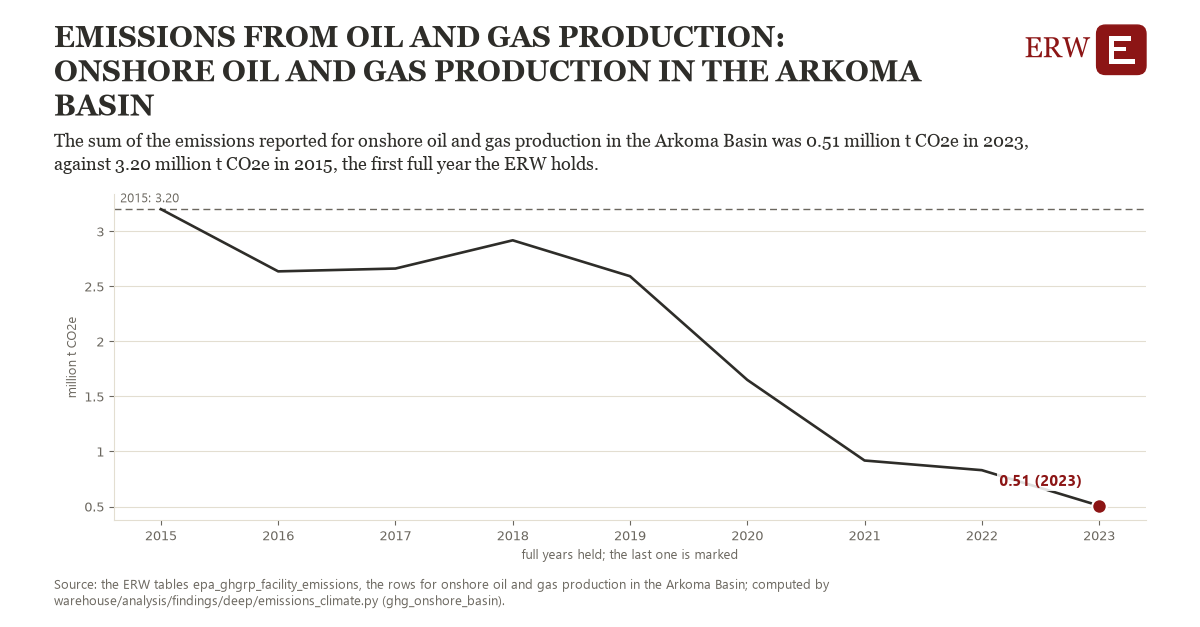 EMISSIONS FROM OIL AND GAS PRODUCTION:
ONSHORE OIL AND GAS PRODUCTION IN THE ARKOMA
BASIN
ERW
E
The sum of the emissions reported for onshore oil and gas production in the Arkoma Basin was 0.51 million t CO2e in 2023,
against 3.20 million t CO2e in 2015, the first full year the ERW holds.
2015: 3.20
3
2.5
2
1.5
1
0.5
million t CO2e
0.51 (2023)
2015 2016 2017 2018 2019 2020 2021 2022 2023
full years held; the last one is marked
Source: the ERW tables epa_ghgrp_facility_emissions, the rows for onshore oil and gas production in the Arkoma Basin; computed by
warehouse/analysis/findings/deep/emissions_climate.py (ghg_onshore_basin).